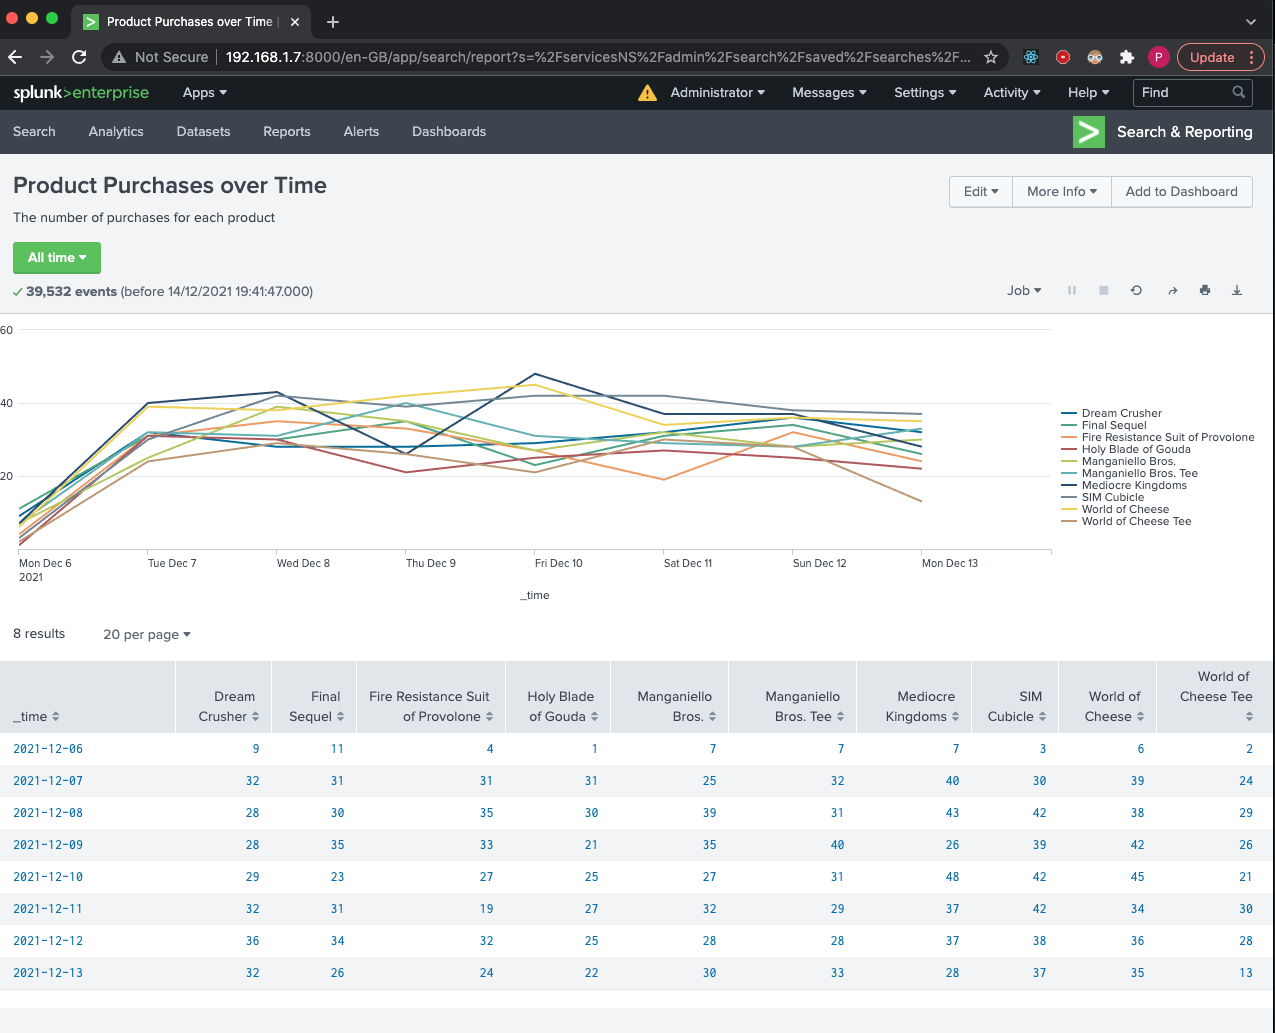 Product Purchases over Time
Not Secure 192.168.1.7:8000/en-GB/app/search/report?s=%2FservicesNS%2Fadmin%2Fsearch%2Fsaved%2Fsearches%2F... P Update
splunk>enterprise Apps Administrator Messages Settings Activity Help Find
Search Analytics Datasets Reports Alerts Dashboards Search & Reporting
Product Purchases over Time
Edit More Info Add to Dashboard
The number of purchases for each product
All time
39,532 events (before 14/12/2021 19:41:47.000)
Job
60
40
20
Mon Dec 6 Tue Dec 7 Wed Dec 8 Thu Dec 9 Fri Dec 10 Sat Dec 11 Sun Dec 12 Mon Dec 13
2021
_time
Dream Crusher
Final Sequel
Fire Resistance Suit of Provolone
Holy Blade of Gouda
Manganiello Bros.
Manganiello Bros. Tee
Mediocre Kingdoms
SIM Cubicle
World of Cheese
World of Cheese Tee
8 results 20 per page
_time Dream Crusher Final Sequel Fire Resistance Suit of Provolone Holy Blade of Gouda Manganiello Bros. Manganiello Bros. Tee Mediocre Kingdoms SIM Cubicle World of Cheese World of Cheese Tee
2021-12-06 9 11 4 1 7 7 7 3 6 2
2021-12-07 32 31 31 31 25 32 40 30 39 24
2021-12-08 28 30 35 30 39 31 43 42 38 29
2021-12-09 28 35 33 21 35 40 26 39 42 26
2021-12-10 29 23 27 25 27 31 48 42 45 21
2021-12-11 32 31 19 27 32 29 37 42 34 30
2021-12-12 36 34 32 25 28 28 37 38 36 28
2021-12-13 32 26 24 22 30 33 28 37 35 13